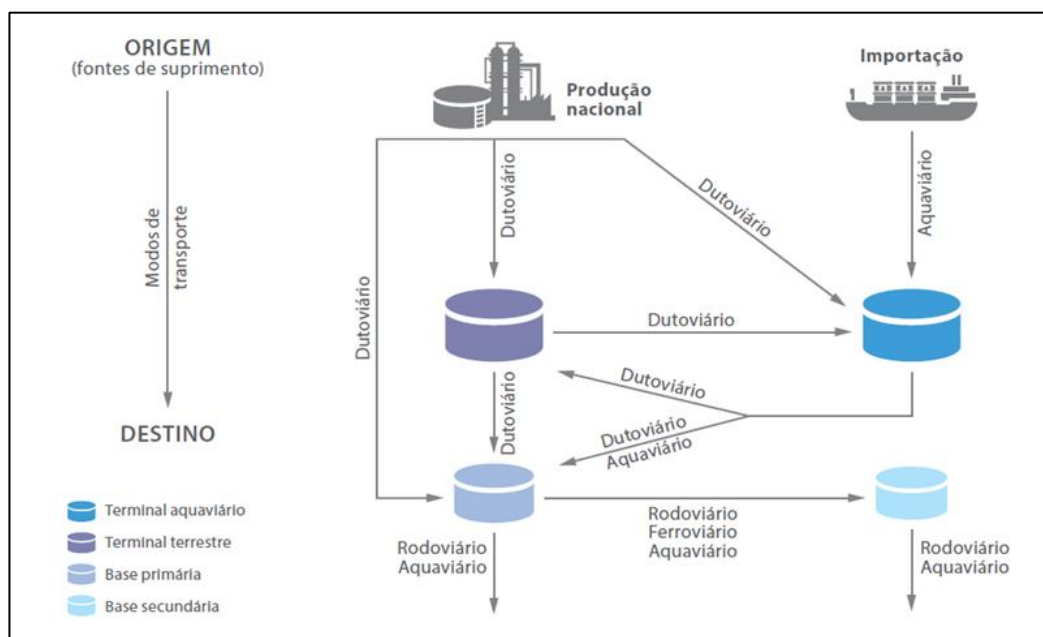 ORIGEM
(fontes de suprimento)
Modos de
transporte
DESTINO
Produção
nacional
Importação
Dutoviário
Dutoviário
Aquaviário
Dutoviário
Dutoviário
Dutoviário
Dutoviário
Dutoviário
Aquaviário
Rodoviário
Ferroviário
Aquaviário
Rodoviário
Aquaviário
Rodoviário
Aquaviário
Terminal aquaviário
Terminal terrestre
Base primária
Base secundária